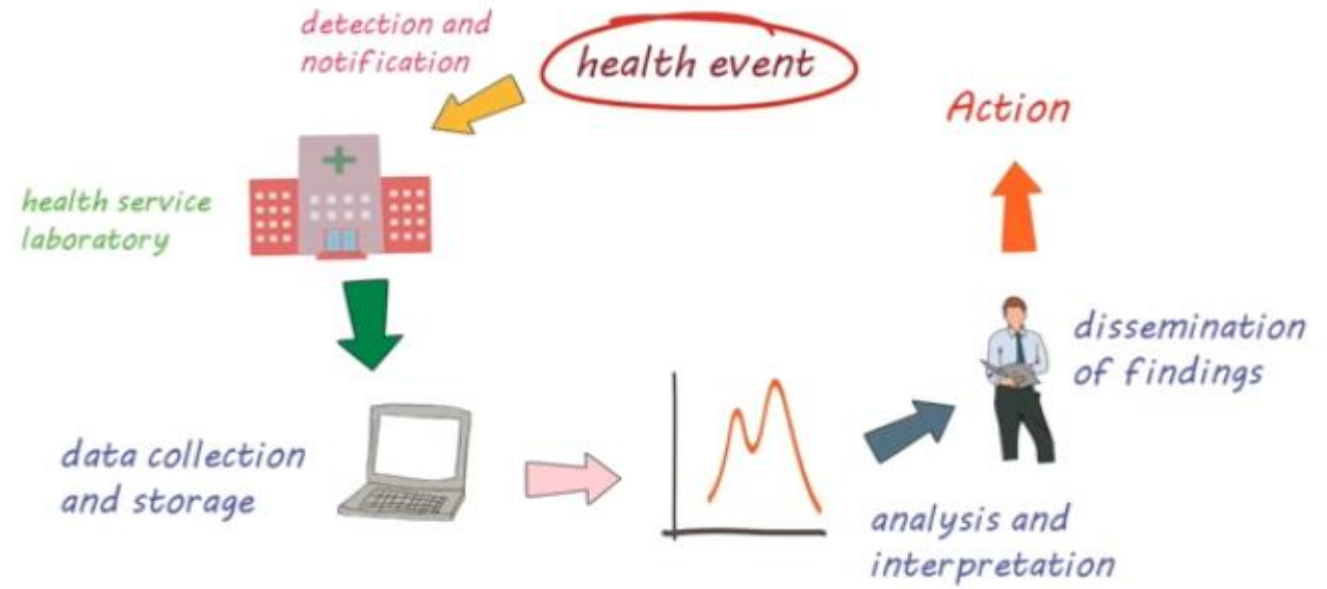 detection and
notification
health event
Action
health service
laboratory
dissemination
of findings
data collection
and storage
analysis and
interpretation